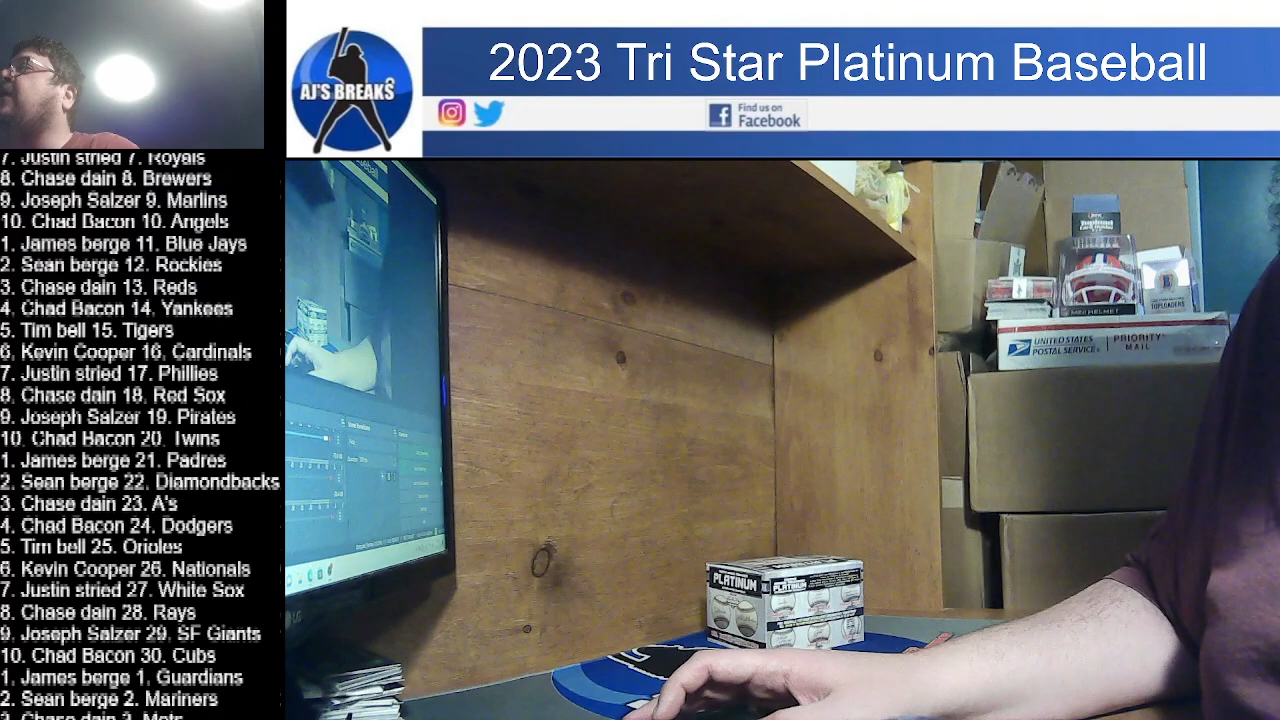 2023 Tri Star Platinum Baseball
AJ'S BREAKS
Find us on
Facebook
7. Justin stried 7. Royals
8. Chase dain 8. Brewers
9. Joseph Salzer 9. Marlins
10. Chad Bacon 10. Angels
1. James berge 11. Blue Jays
2. Sean berge 12. Rockies
3. Chase dain 13. Reds
4. Chad Bacon 14. Yankees
5. Tim bell 15. Tigers
6. Kevin Cooper 16. Cardinals
7. Justin stried 17. Phillies
8. Chase dain 18. Red Sox
9. Joseph Salzer 19. Pirates
10. Chad Bacon 20. Twins
1. James berge 21. Padres
2. Sean berge 22. Diamondbacks
3. Chase dain 23. A's
4. Chad Bacon 24. Dodgers
5. Tim bell 25. Orioles
6. Kevin Cooper 26. Nationals
7. Justin stried 27. White Sox
8. Chase dain 28. Rays
9. Joseph Salzer 29. SF Giants
10. Chad Bacon 30. Cubs
1. James berge 1. Guardians
2. Sean berge 2. Mariners
3. Chase dain 3. Mets
MINI HELMET
TOPLOADERS
UNITED STATES
POSTAL SERVICE
PRIORITY
MAIL
PLATINUM
PLATINUM